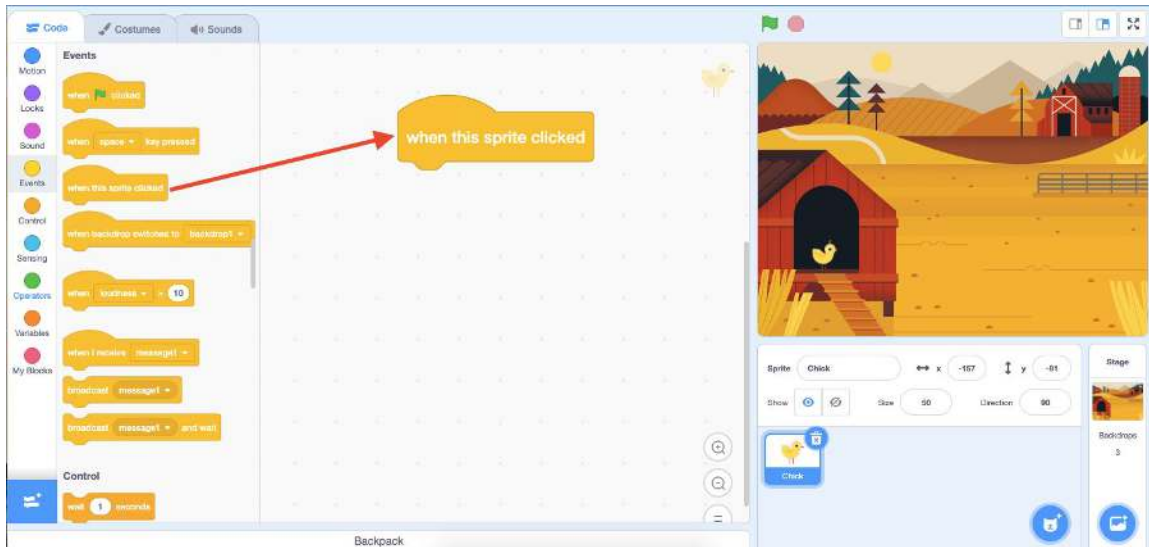 Code
Costumes
Sounds
Motion
Looks
Sound
Events
Control
Sensing
Operators
Variables
My Blocks
Events
when clicked
when space key pressed
when this sprite clicked
when backdrop switches to backdrop1
when loudness > 10
when I receive message1
broadcast message1
broadcast message1 and wait
Control
wait 1 seconds
when this sprite clicked
Backpack
Sprite Chick x -157 y -81
Show Size 50 Direction 90
Chick
Stage
Backdrops
3